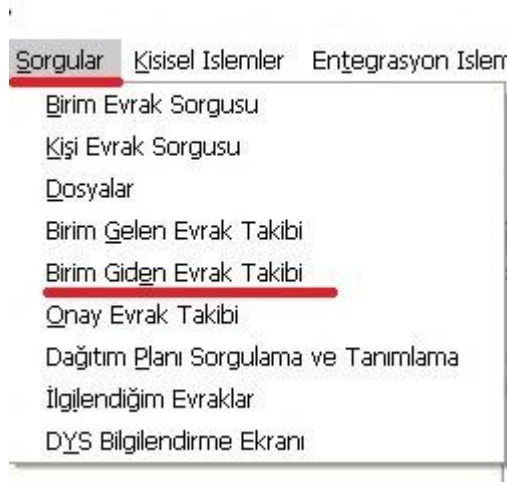 Sorgular Kisisel Islemler Entegrasyon Islem
Birim Evrak Sorgusu
Kişi Evrak Sorgusu
Dosyalar
Birim Gelen Evrak Takibi
Birim Giden Evrak Takibi
Onay Evrak Takibi
Dağıtım Planı Sorgulama ve Tanımlama
İlgilendiğim Evraklar
DYS Bilgilendirme Ekranı